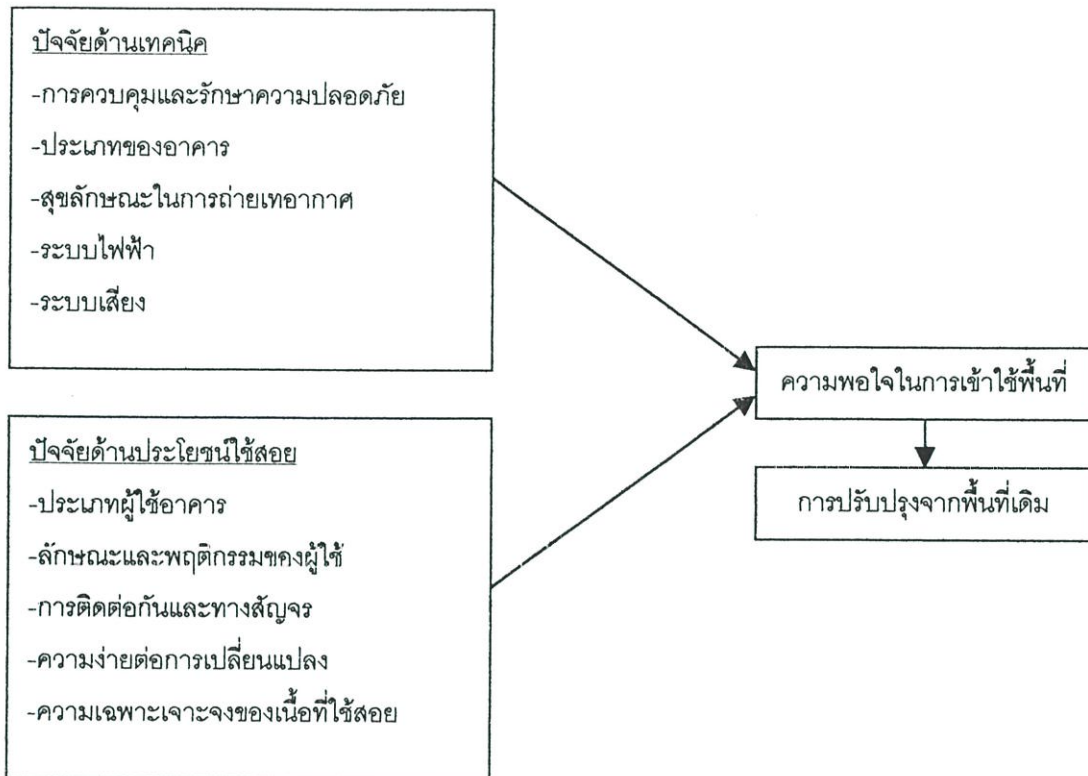 ปัจจัยด้านเทคนิค
-การควบคุมและรักษาความปลอดภัย
-ประเภทของอาคาร
-สุขลักษณะในการถ่ายเทอากาศ
-ระบบไฟฟ้า
-ระบบเสียง
ความพอใจในการเข้าใช้พื้นที่
การปรับปรุงจากพื้นที่เดิม
ปัจจัยด้านประโยชน์ใช้สอย
-ประเภทผู้ใช้อาคาร
-ลักษณะและพฤติกรรมของผู้ใช้
-การติดต่อกันและทางสัญจร
-ความง่ายต่อการเปลี่ยนแปลง
-ความเฉพาะเจาะจงของเนื้อที่ใช้สอย